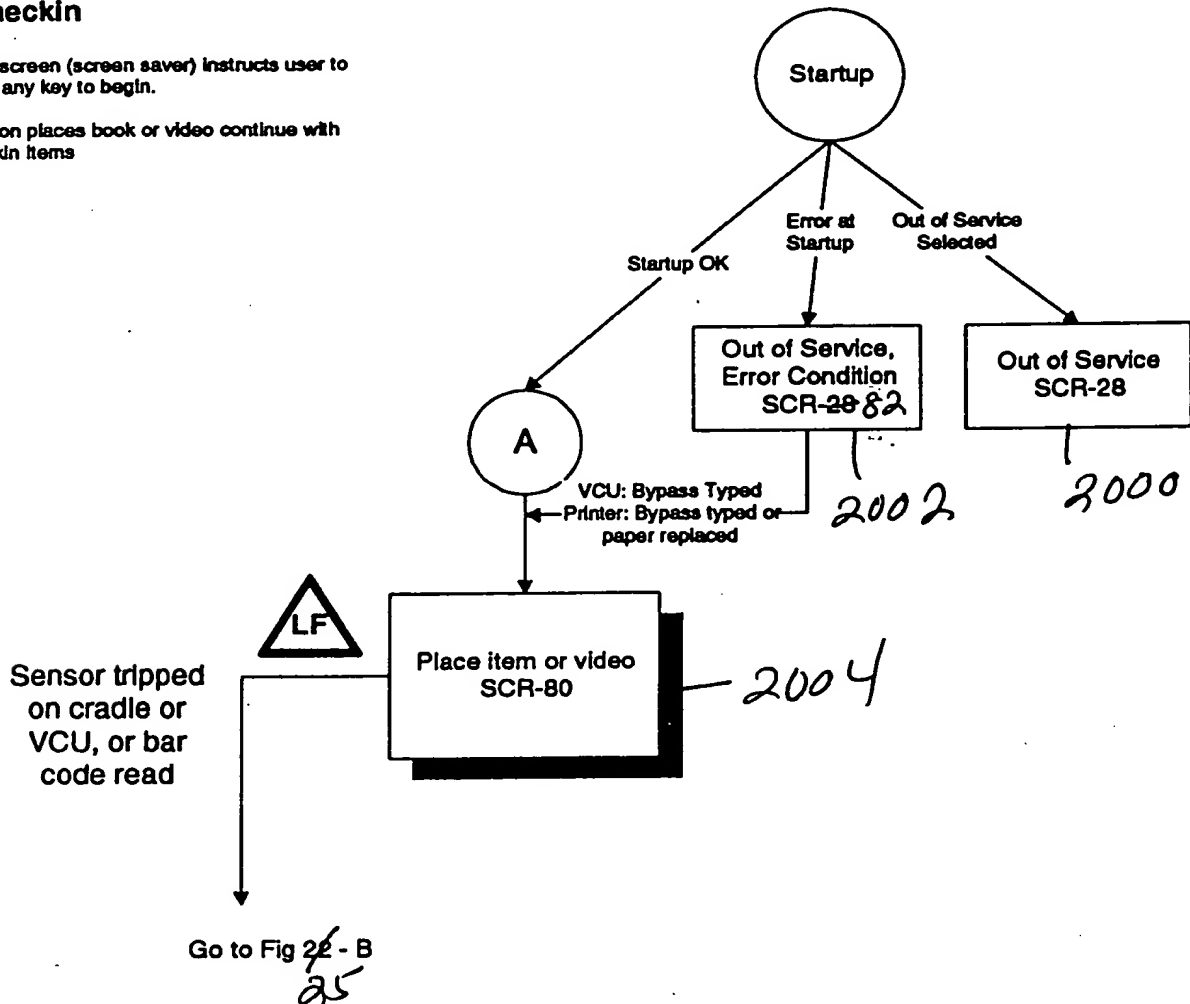 screen (screen saver) instructs user to
any key to begin.
places book or video continue with
items
Startup
Startup OK
Error at
Startup
Out of Service
Selected
Out of Service,
Error Condition
SCR-28 82
Out of Service
SCR-28
A
2002
2000
VCU: Bypass Typed
Printer: Bypass typed or
paper replaced
LF
Place item or video
SCR-80
2004
Sensor tripped
on cradle or
VCU, or bar
code read
Go to Fig 22 - B
25